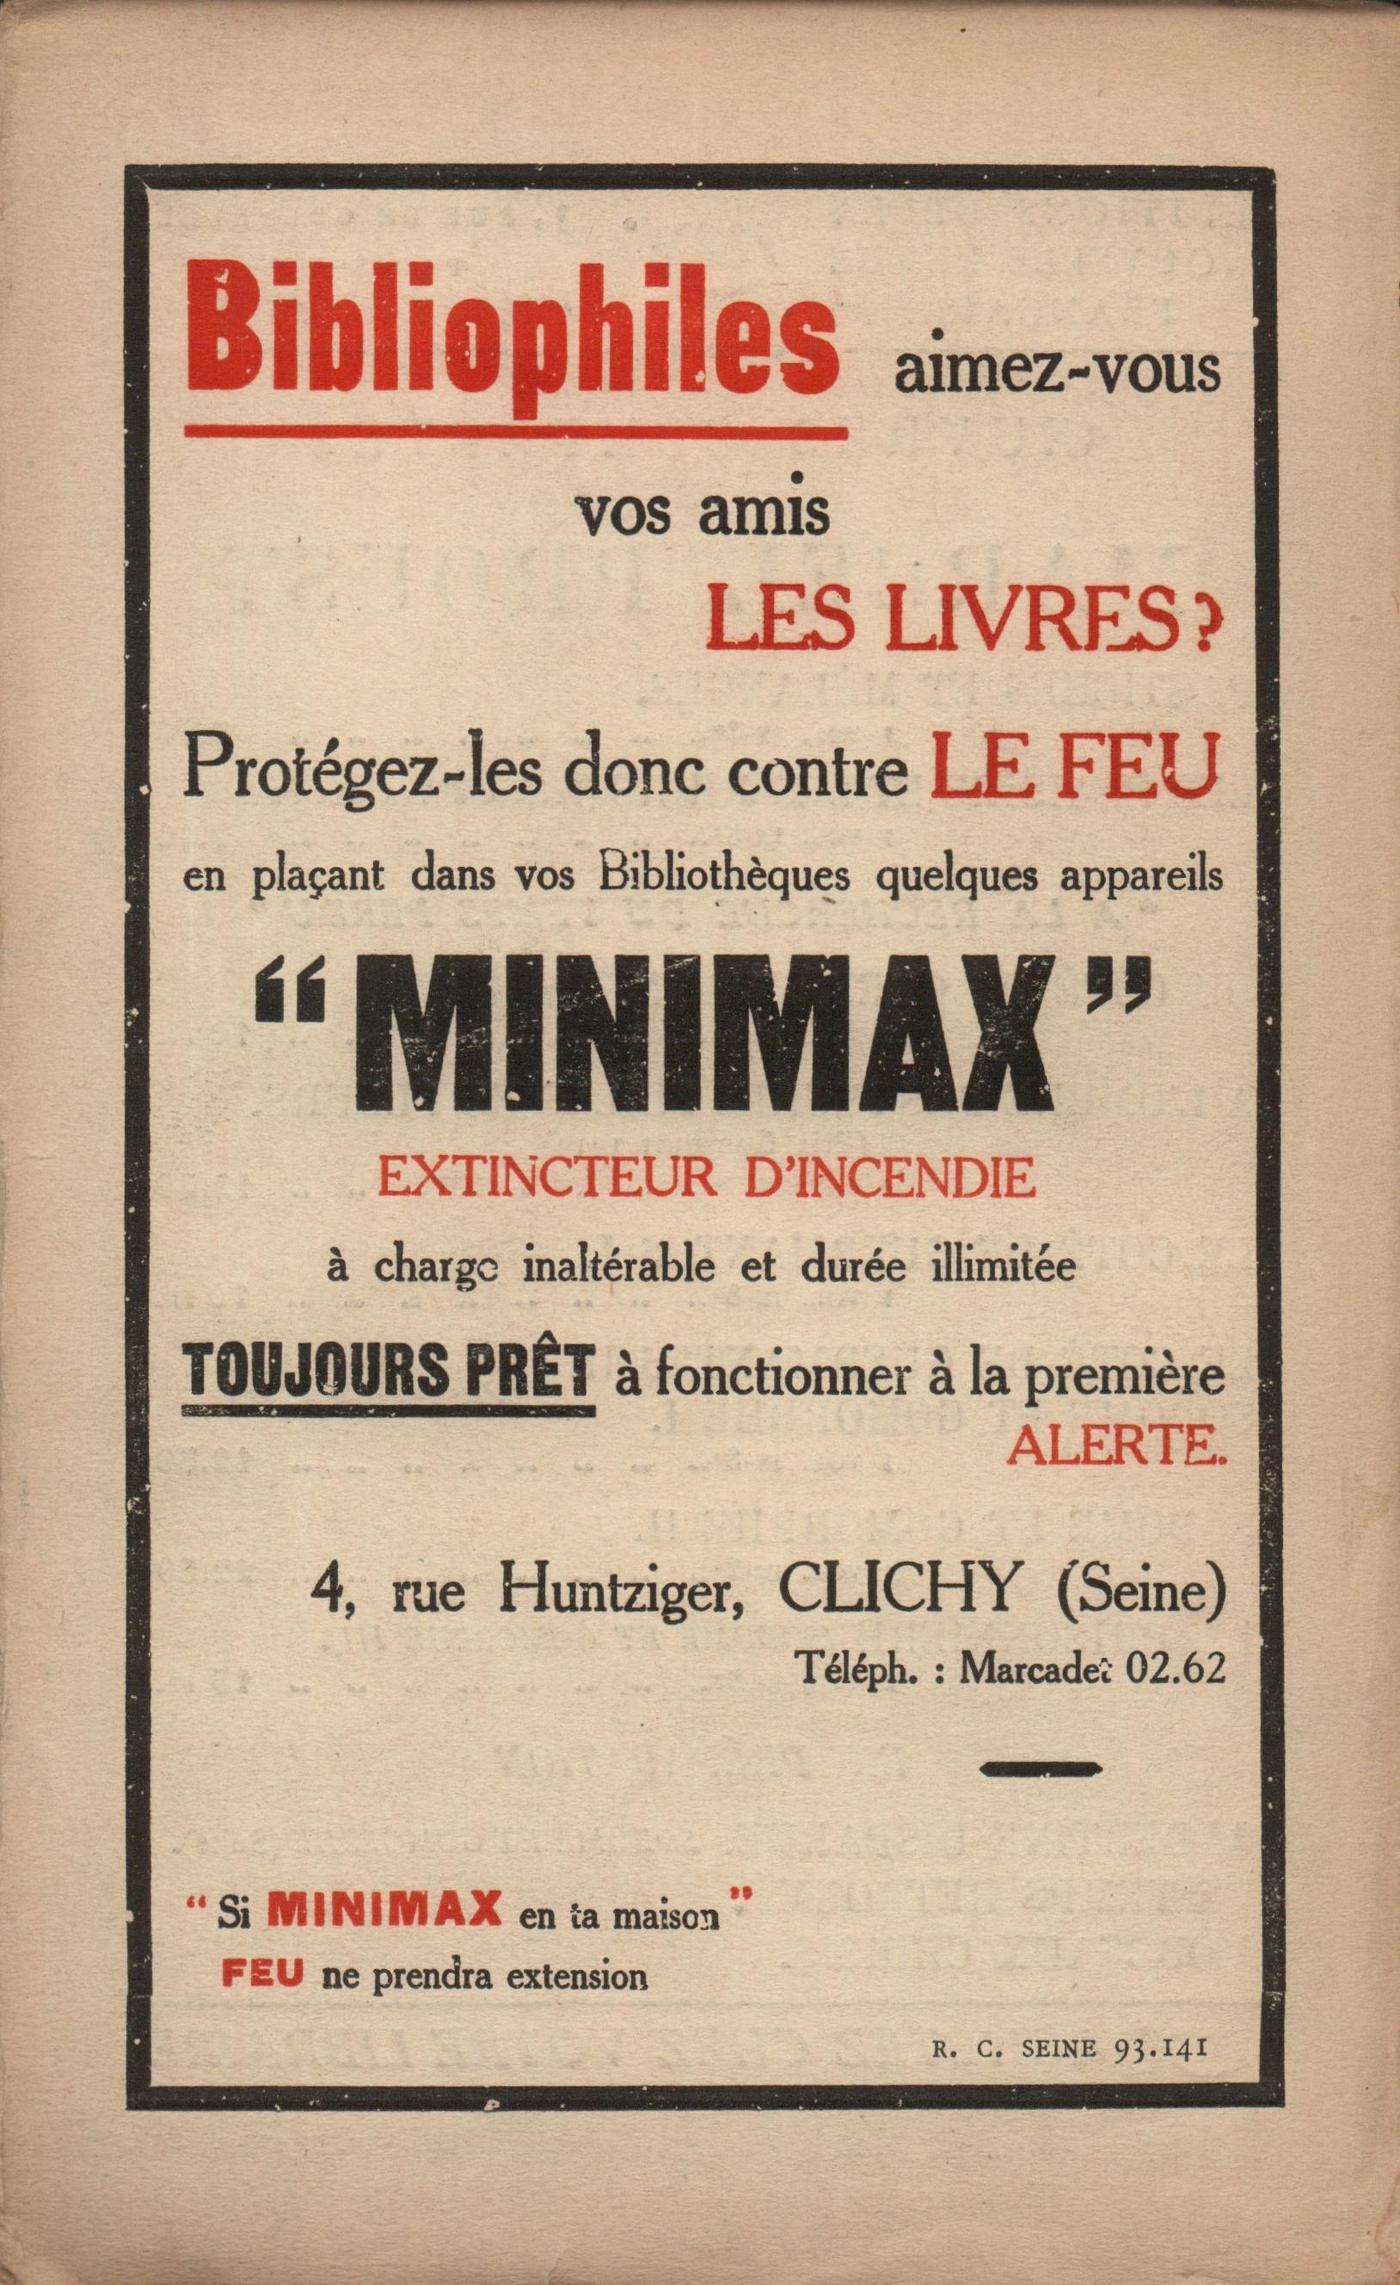 Bibliophiles aimez-vous
vos amis
LES LIVRES ?
Protégez-les donc contre LE FEU
en plaçant dans vos Bibliothèques quelques appareils
“ MINIMAX ”
EXTINCTEUR D'INCENDIE
à charge inaltérable et durée illimitée
TOUJOURS PRÊT à fonctionner à la première
ALERTE.
4, rue Huntziger, CLICHY (Seine)
Téléph. : Marcadet 02.62
“ Si MINIMAX en ta maison ”
FEU ne prendra extension
R. C. SEINE 93.141